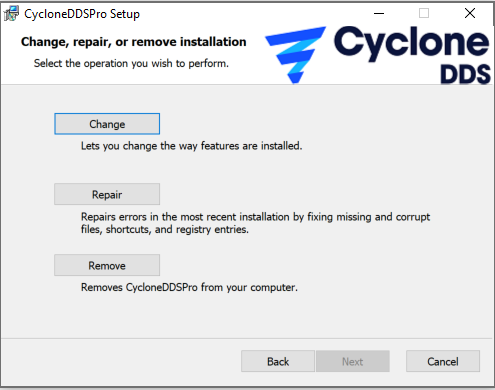 CycloneDDSPro Setup
Change, repair, or remove installation
Select the operation you wish to perform.
Cyclone
DDS
Change
Lets you change the way features are installed.
Repair
Repairs errors in the most recent installation by fixing missing and corrupt
files, shortcuts, and registry entries.
Remove
Removes CycloneDDSPro from your computer.
Back
Next
Cancel